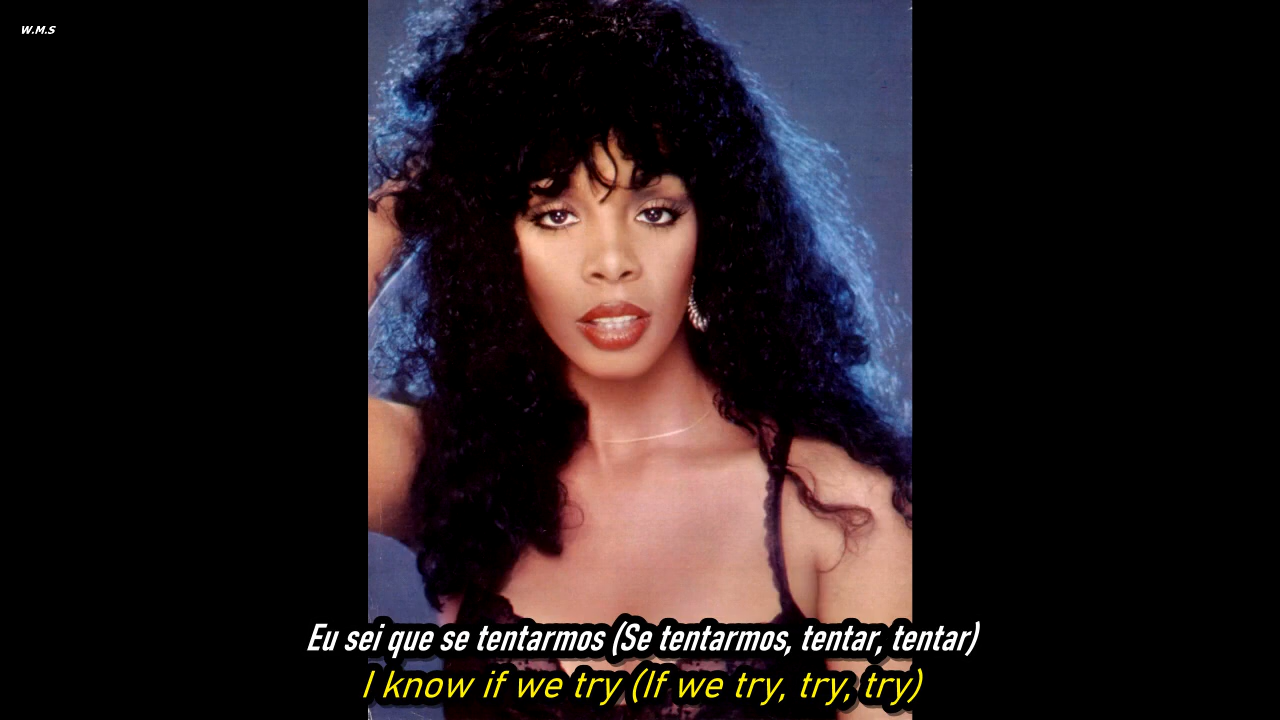 W.M.S
Eu sei que se tentarmos (Se tentarmos, tentar, tentar)
I know if we try (If we try, try, try)